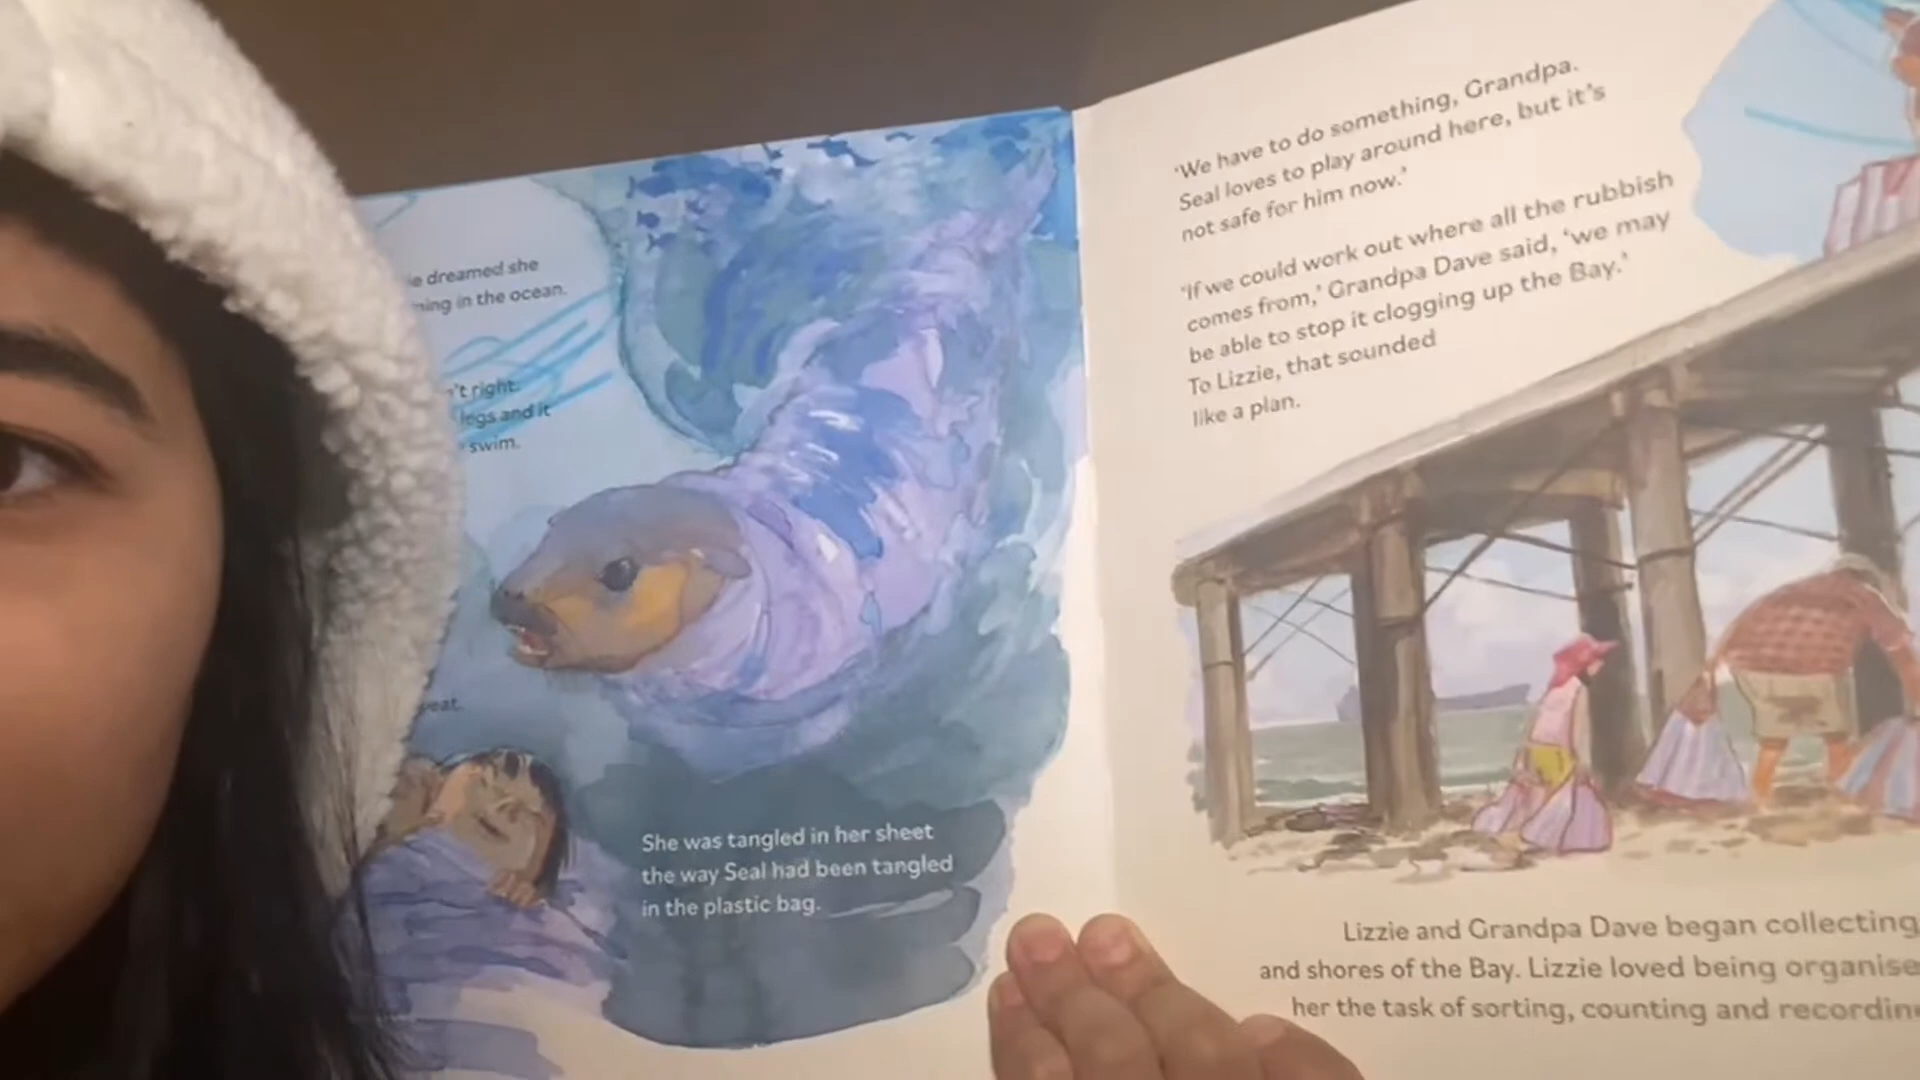 dreamed she
in the ocean.
right.
legs and it
swim.
She was tangled in her sheet
the way Seal had been tangled
in the plastic bag.
‘We have to do something, Grandpa.
Seal loves to play around here, but it’s
not safe for him now.’
‘If we could work out where all the rubbish
comes from,’ Grandpa Dave said, ‘we may
be able to stop it clogging up the Bay.’
To Lizzie, that sounded
like a plan.
Lizzie and Grandpa Dave began collecting
and shores of the Bay. Lizzie loved being
her the task of sorting, counting and